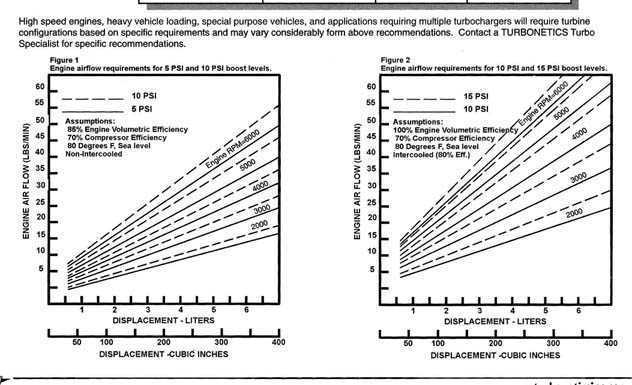 High speed engines, heavy vehicle loading, special purpose vehicles, and applications requiring multiple turbochargers will require turbine
configurations based on specific requirements and may vary considerably form above recommendations. Contact a TURBONETICS Turbo
Specialist for specific recommendations.
Figure 1
Engine airflow requirements for 5 PSI and 10 PSI boost levels.
60
55
50
45
40
35
30
25
20
15
10
5
ENGINE AIR FLOW (LBS/MIN)
10 PSI
5 PSI
Assumptions:
85% Engine Volumetric Efficiency
70% Compressor Efficiency
80 Degrees F, Sea level
Non-Intercooled
Engine RPM=6000
5000
4000
3000
2000
1 2 3 4 5 6
DISPLACEMENT - LITERS
50 100 200 300 400
DISPLACEMENT -CUBIC INCHES
Figure 2
Engine airflow requirements for 10 PSI and 15 PSI boost levels.
60
55
50
45
40
35
30
25
20
15
10
5
ENGINE AIR FLOW (LBS/MIN)
15 PSI
10 PSI
Assumptions:
100% Engine Volumetric Efficiency
70% Compressor Efficiency
80 Degrees F, Sea level
Intercooled (80% Eff.)
Engine RPM=6000
5000
4000
3000
2000
1 2 3 4 5 6
DISPLACEMENT - LITERS
50 100 200 300 400
DISPLACEMENT -CUBIC INCHES